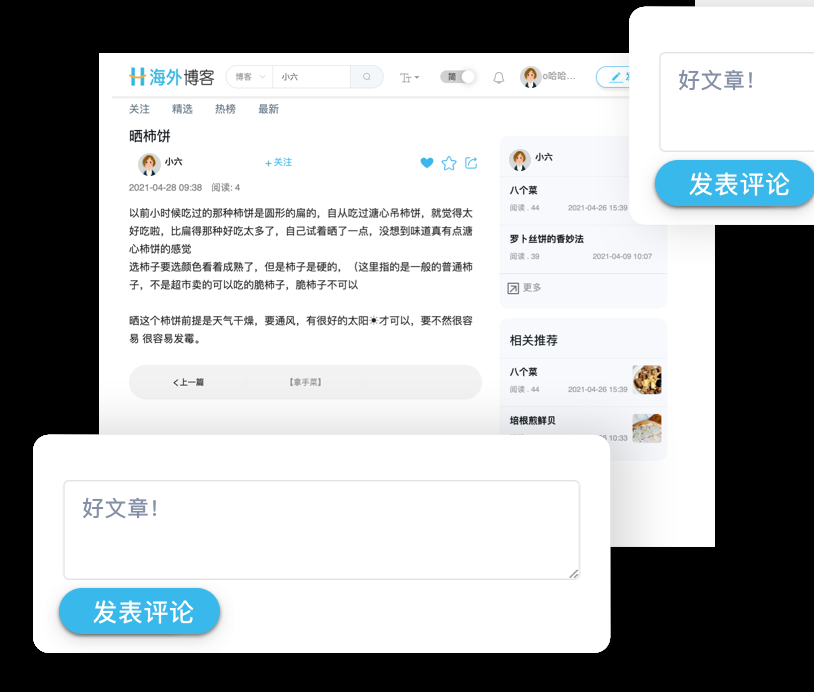 好文章！
发表评论
海外博客
博客
小六
简
o哈哈...
关注 精选 热榜 最新
晒柿饼
小六
+关注
2021-04-28 09:38 阅读: 4
以前小时候吃过的那种柿饼是圆形的扁的，自从吃过溏心吊柿饼，就觉得太
好吃啦，比扁得那种好吃太多了，自己试着晒了一点，没想到味道真有点溏
心柿饼的感觉
选柿子要选颜色看着成熟了，但是柿子是硬的，（这里指的是一般的普通柿
子，不是超市卖的可以吃的脆柿子，脆柿子不可以
晒这个柿饼前提是天气干燥，要通风，有很好的太阳☀才可以，要不然很容
易 很容易发霉。
<上一篇
【拿手菜】
小六
八个菜
阅读 . 44 2021-04-26 15:39
罗卜丝饼的香妙法
阅读 . 39 2021-04-09 10:07
更多
相关推荐
八个菜
阅读 . 44 2021-04-26 15:39
培根煎鲜贝
10:33
好文章！
发表评论